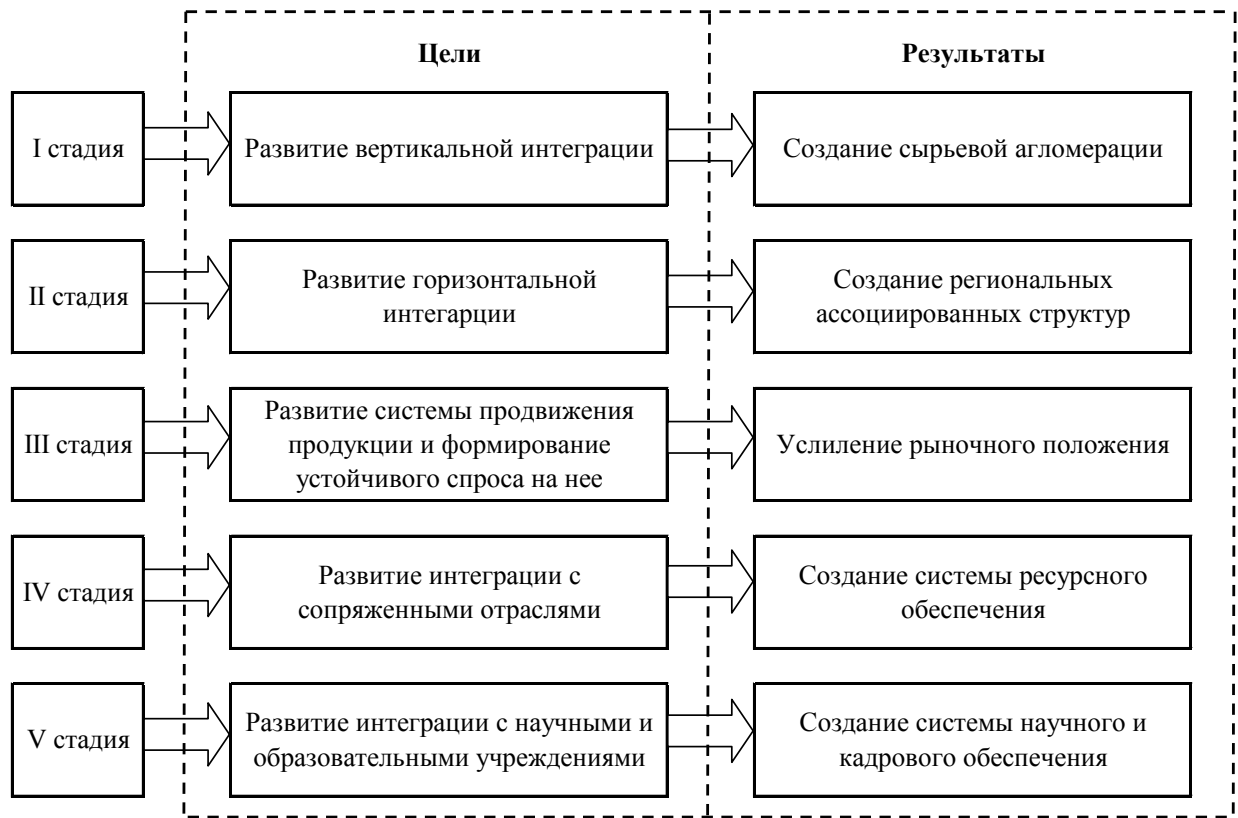 Цели
Результаты
I стадия
Развитие вертикальной интеграции
Создание сырьевой агломерации
II стадия
Развитие горизонтальной
интегарции
Создание региональных
ассоциированных структур
III стадия
Развитие системы продвижения
продукции и формирование
устойчивого спроса на нее
Услиление рыночного положения
IV стадия
Развитие интеграции с
сопряженными отраслями
Создание системы ресурсного
обеспечения
V стадия
Развитие интеграции с научными и
образовательными учреждениями
Создание системы научного и
кадрового обеспечения